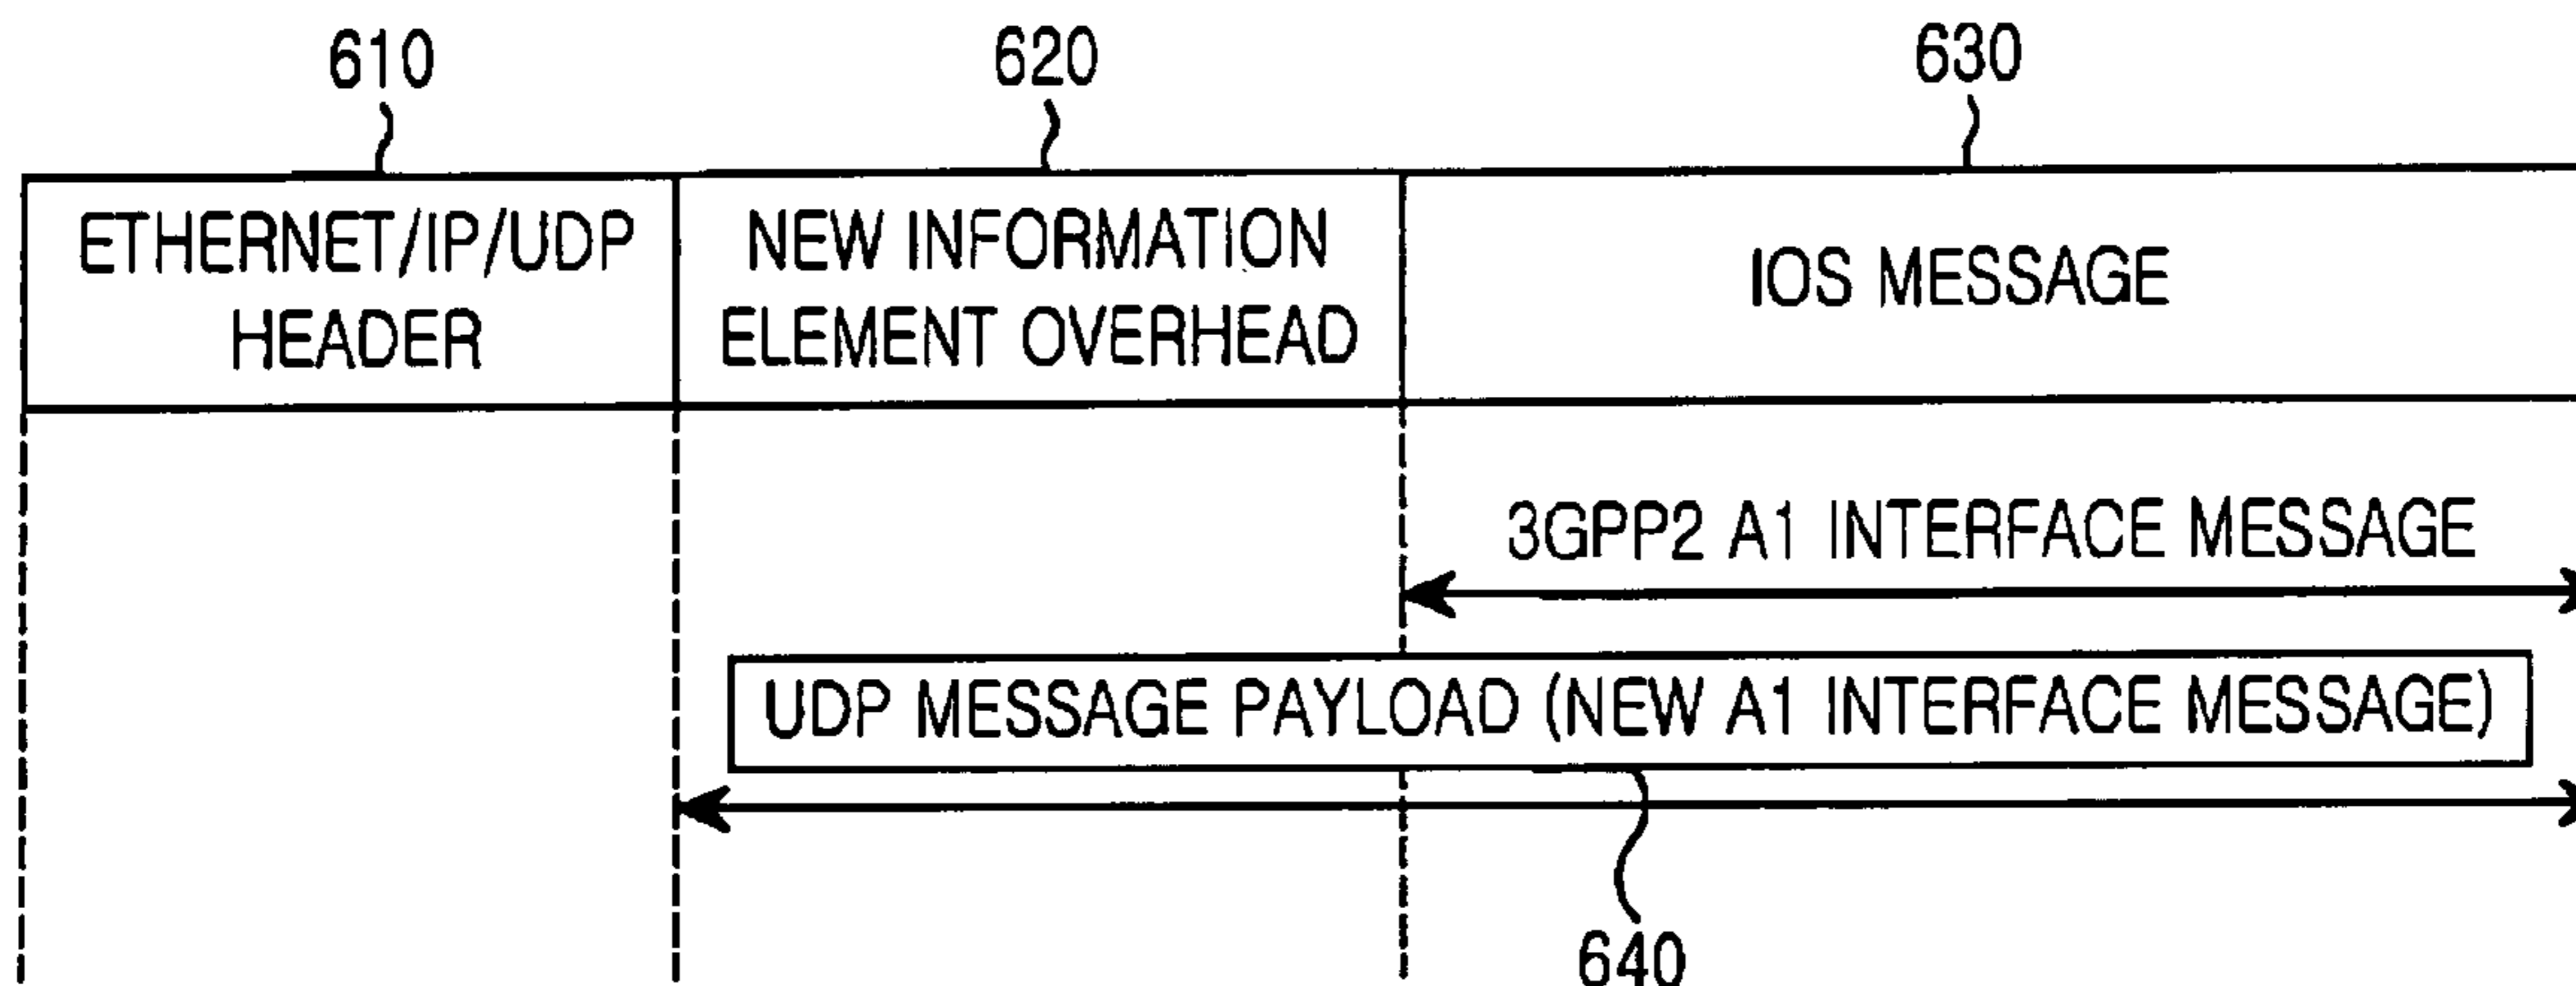 610
620
630
ETHERNET/IP/UDP
HEADER
NEW INFORMATION
ELEMENT OVERHEAD
IOS MESSAGE
3GPP2 A1 INTERFACE MESSAGE
UDP MESSAGE PAYLOAD (NEW A1 INTERFACE MESSAGE)
640